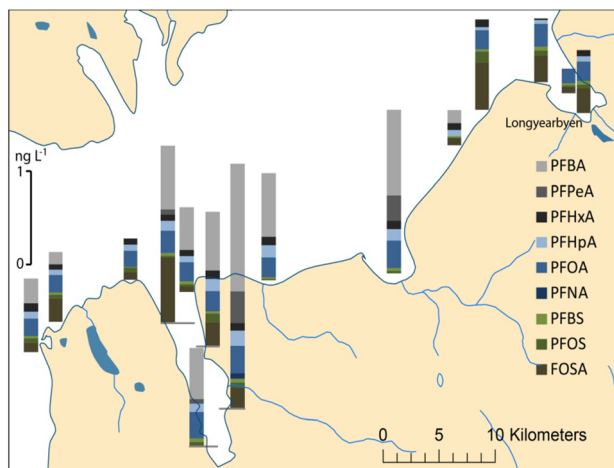 Longyearbyen
ng L-1
1
0
PFBA
PFPeA
PFHxA
PFHpA
PFOA
PFNA
PFBS
PFOS
FOSA
0 5 10 Kilometers